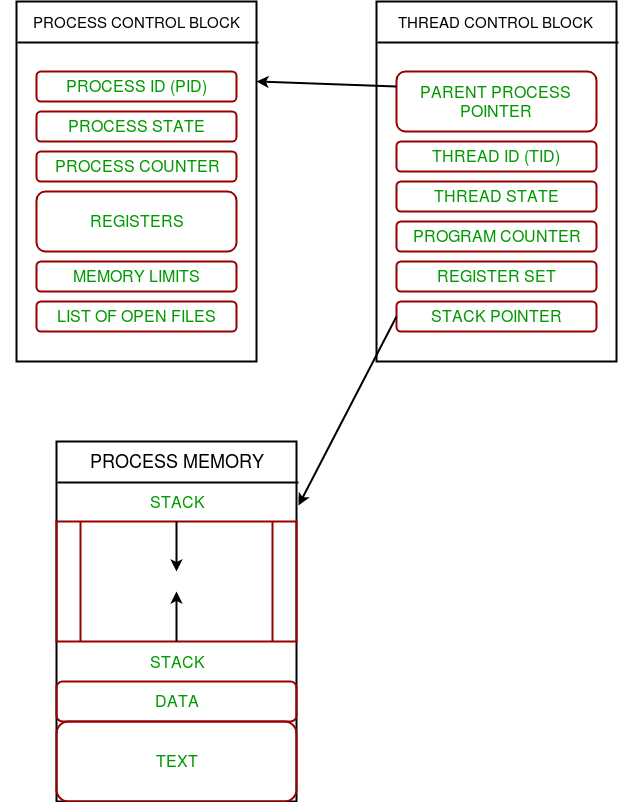 PROCESS CONTROL BLOCK
PROCESS ID (PID)
PROCESS STATE
PROCESS COUNTER
REGISTERS
MEMORY LIMITS
LIST OF OPEN FILES
THREAD CONTROL BLOCK
PARENT PROCESS
POINTER
THREAD ID (TID)
THREAD STATE
PROGRAM COUNTER
REGISTER SET
STACK POINTER
PROCESS MEMORY
STACK
STACK
DATA
TEXT